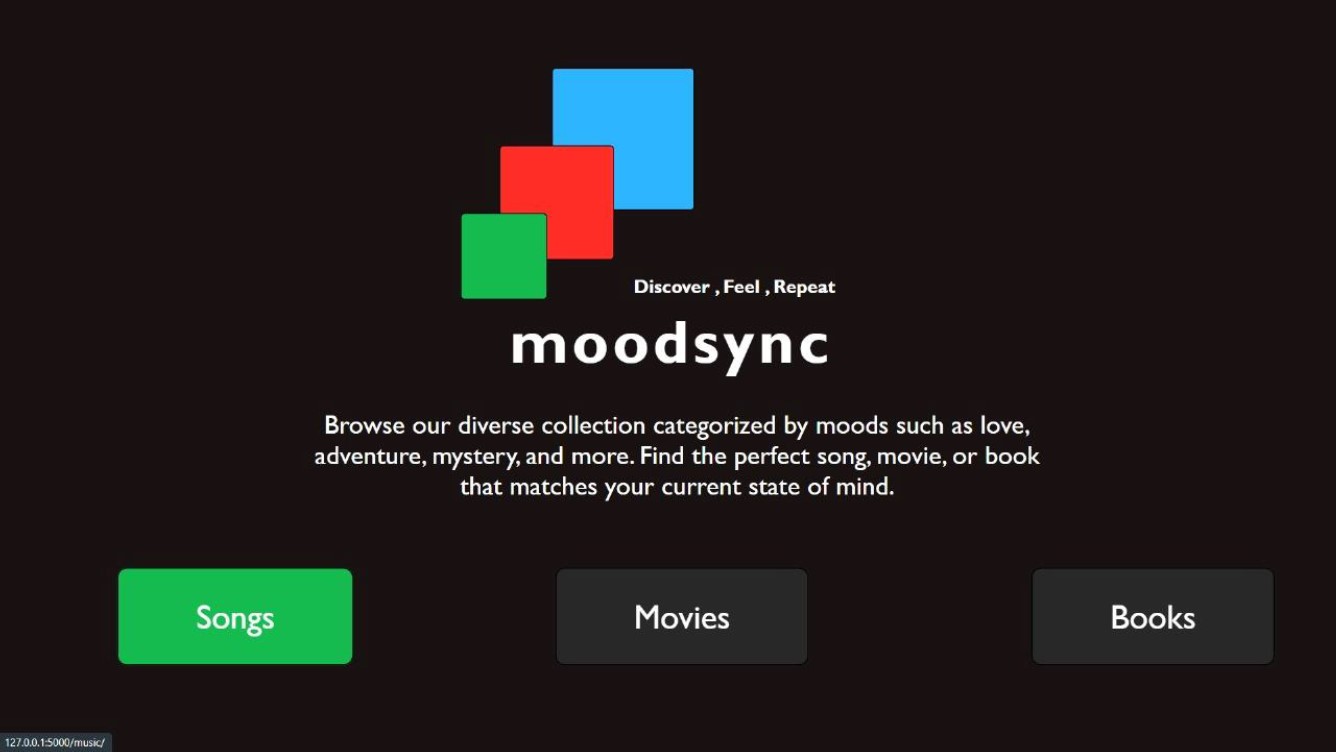 Discover , Feel , Repeat
moodsync
Browse our diverse collection categorized by moods such as love,
adventure, mystery, and more. Find the perfect song, movie, or book
that matches your current state of mind.
Songs
Movies
Books
127.0.0.1:5000/music/